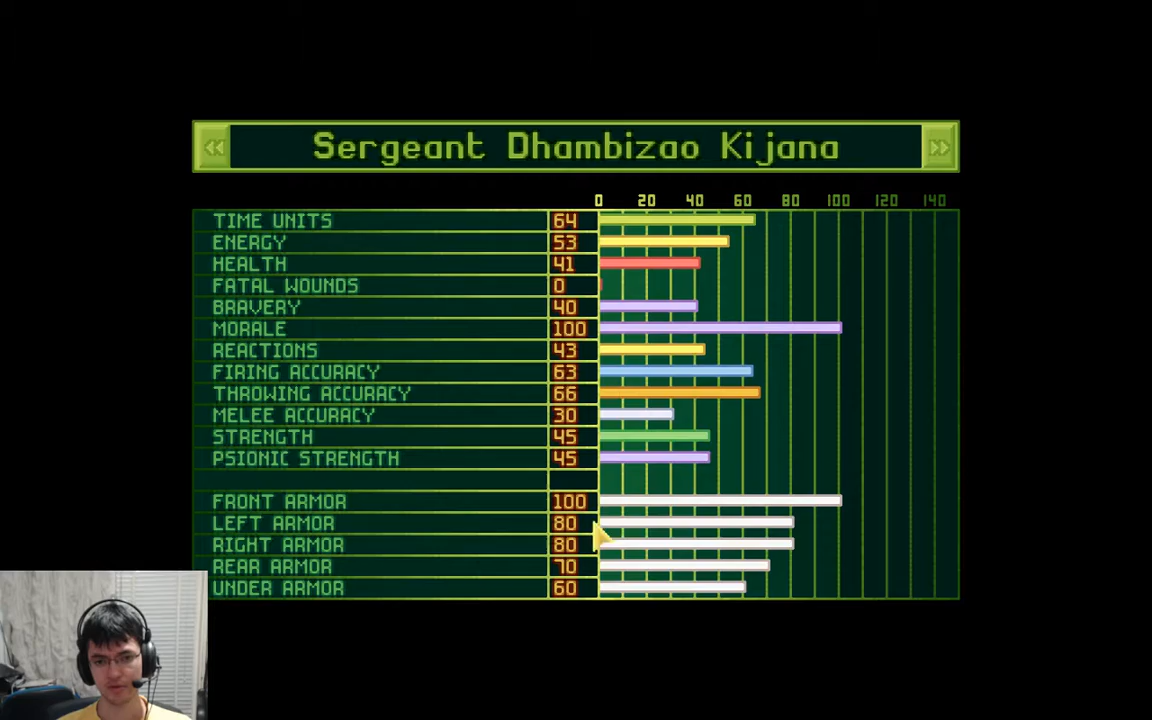 Sergeant Dhambizao Kijana
0 20 40 60 80 100 120 140
TIME UNITS 64
ENERGY 53
HEALTH 41
FATAL WOUNDS 0
BRAVERY 40
MORALE 100
REACTIONS 43
FIRING ACCURACY 63
THROWING ACCURACY 66
MELEE ACCURACY 30
STRENGTH 45
PSIONIC STRENGTH 45
FRONT ARMOR 100
LEFT ARMOR 80
RIGHT ARMOR 80
REAR ARMOR 70
UNDER ARMOR 60